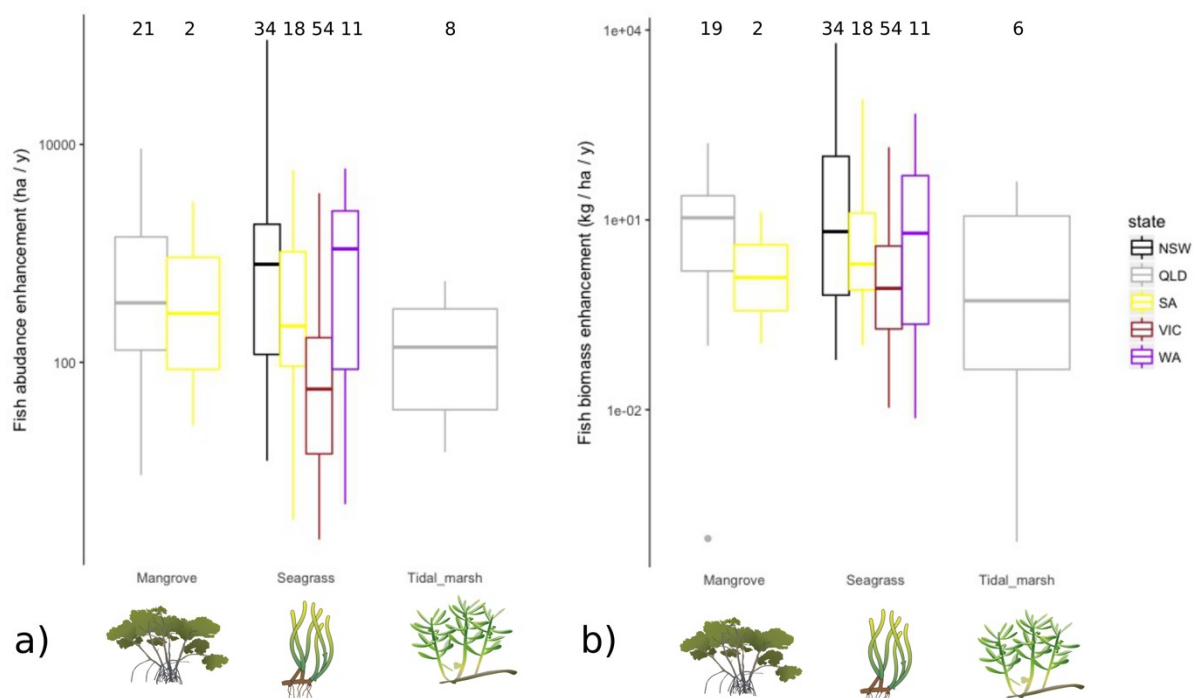 21 2 34 18 54 11 8
Fish abudance enhancement (ha / y)
10000
100
Mangrove Seagrass Tidal_marsh
a)
19 2 34 18 54 11 6
Fish biomass enhancement (kg / ha / y)
1e+04
1e+01
1e-02
Mangrove Seagrass Tidal_marsh
b)
state
NSW
QLD
SA
VIC
WA